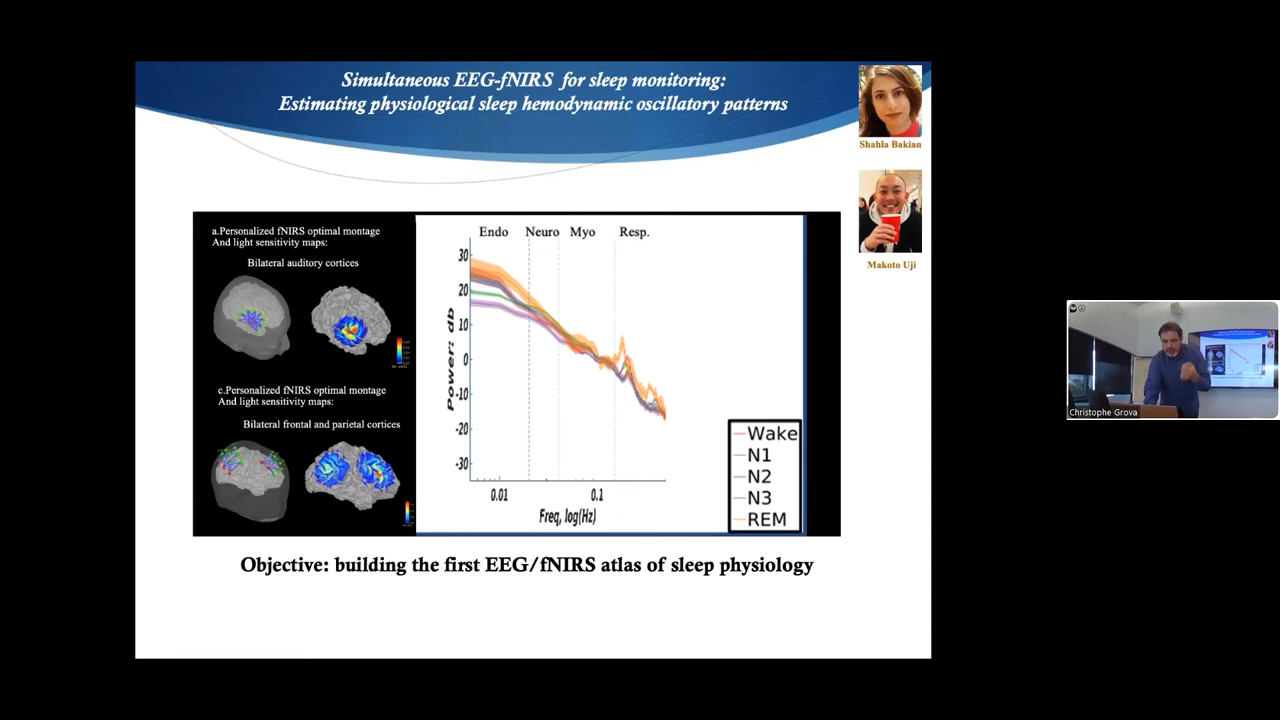 Simultaneous EEG-fNIRS for sleep monitoring:
Estimating physiological sleep hemodynamic oscillatory patterns
Shahla Bakian
Makoto Uji
a.Personalized fNIRS optimal montage
And light sensitivity maps:
Bilateral auditory cortices
c.Personalized fNIRS optimal montage
And light sensitivity maps:
Bilateral frontal and parietal cortices
Endo Neuro Myo Resp.
Power: db
30
20
10
0
-10
-20
-30
0.01 0.1
Freq, log(Hz)
Wake
N1
N2
N3
REM
Objective: building the first EEG/fNIRS atlas of sleep physiology
Christophe Grova